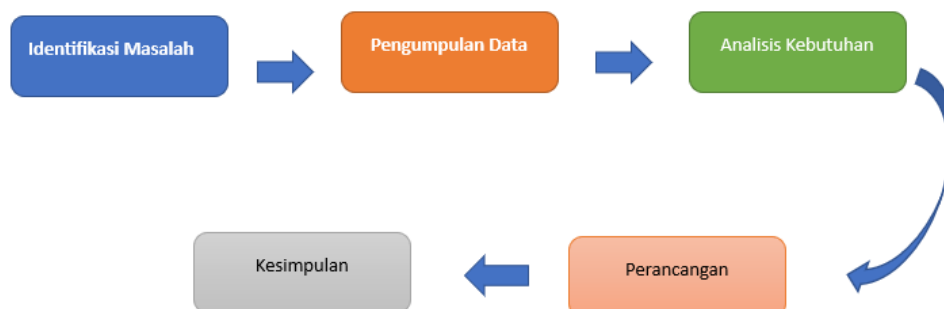 Identifikasi Masalah
Pengumpulan Data
Analisis Kebutuhan
Perancangan
Kesimpulan